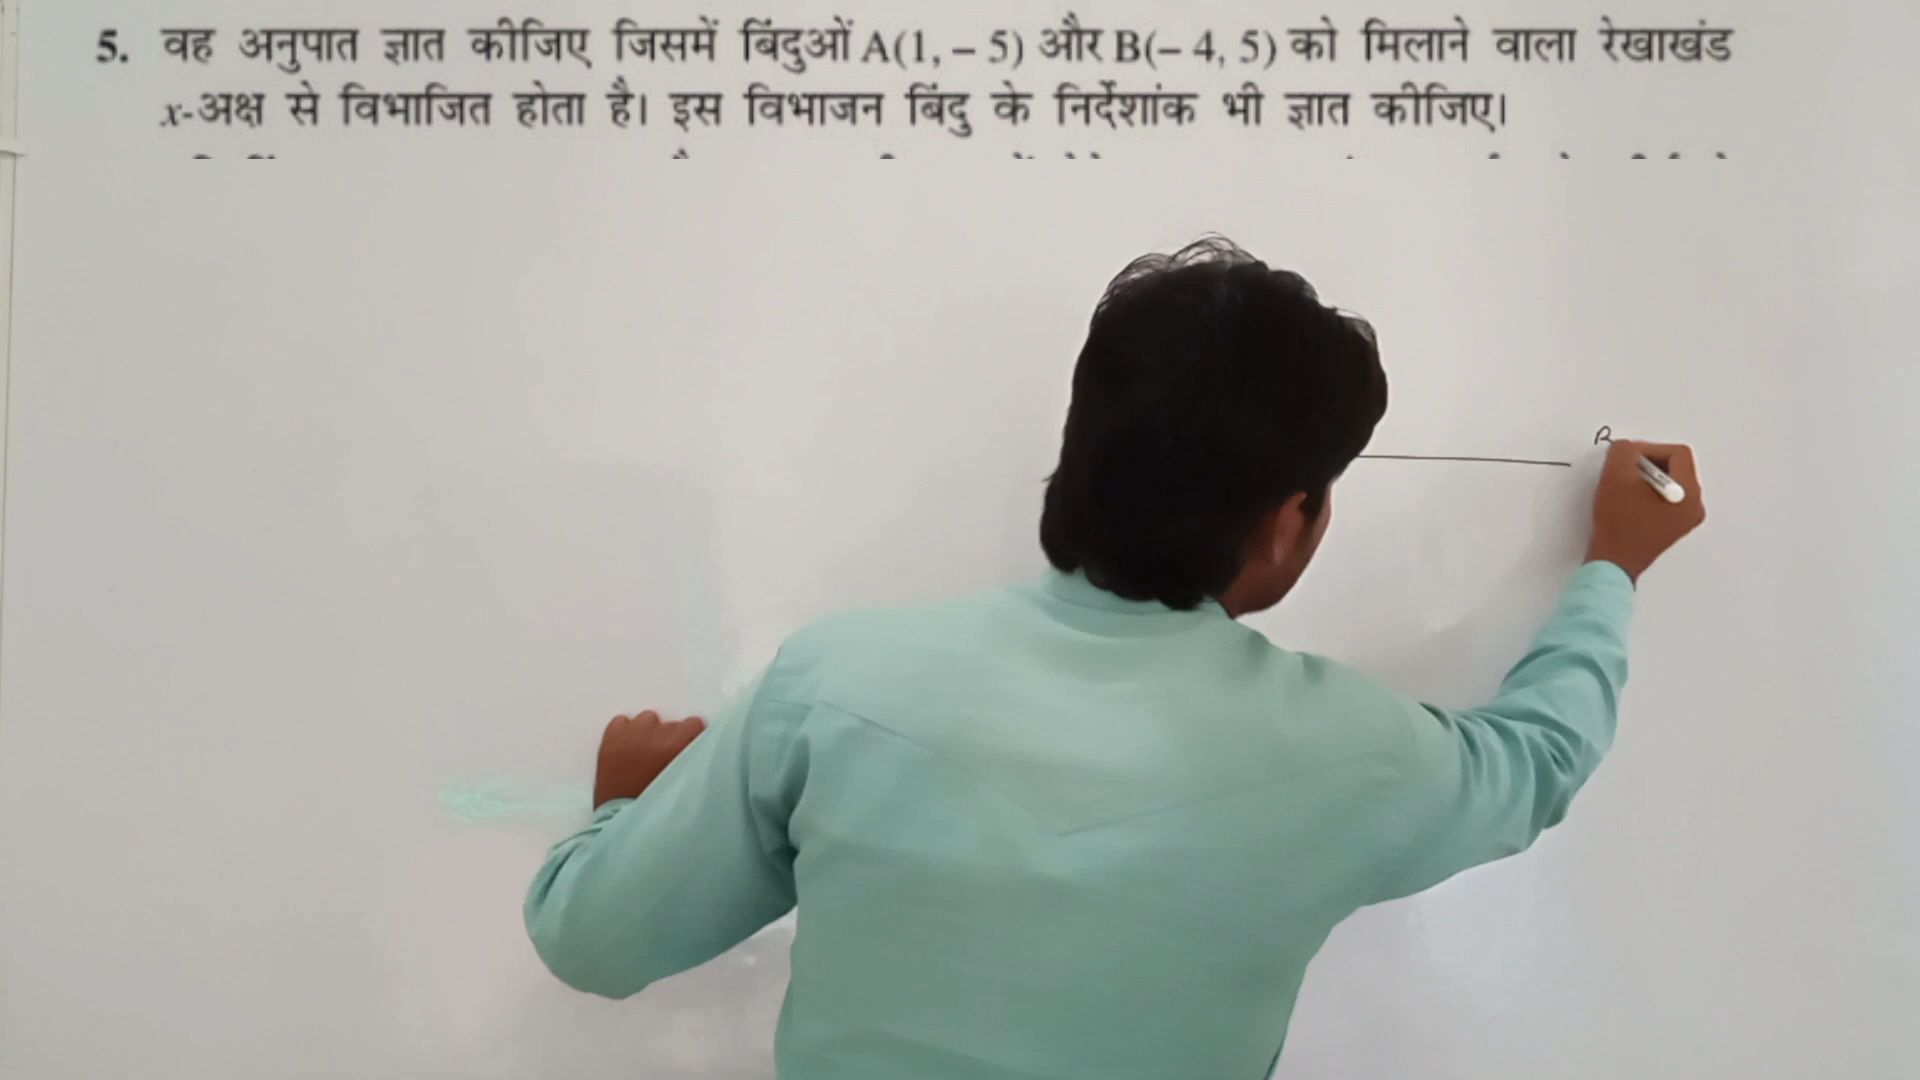 5. वह अनुपात ज्ञात कीजिए जिसमें बिंदुओं A(1, – 5) और B(– 4, 5) को मिलाने वाला रेखाखंड
x-अक्ष से विभाजित होता है। इस विभाजन बिंदु के निर्देशांक भी ज्ञात कीजिए।
B